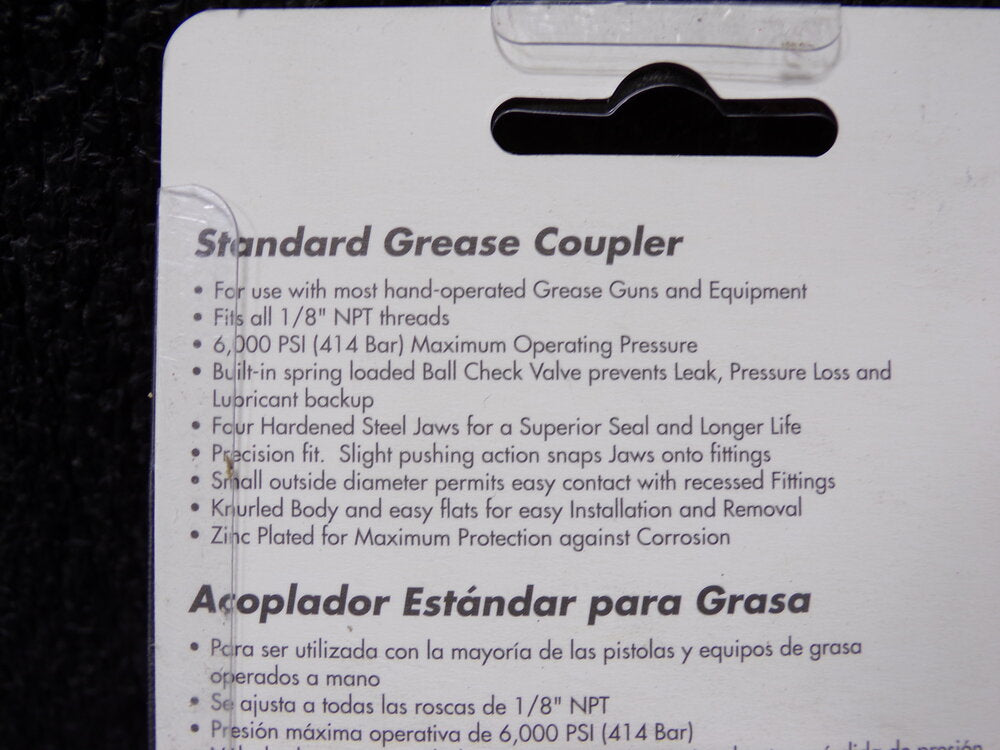 Standard Grease Coupler
• For use with most hand-operated Grease Guns and Equipment
• Fits all 1/8" NPT threads
• 6,000 PSI (414 Bar) Maximum Operating Pressure
• Built-in spring loaded Ball Check Valve prevents Leak, Pressure Loss and
Lubricant backup
• Four Hardened Steel Jaws for a Superior Seal and Longer Life
• Precision fit. Slight pushing action snaps Jaws onto fittings
• Small outside diameter permits easy contact with recessed Fittings
• Knurled Body and easy flats for easy Installation and Removal
• Zinc Plated for Maximum Protection against Corrosion
Acoplador Estándar para Grasa
• Para ser utilizada con la mayoría de las pistolas y equipos de grasa
operados a mano
• Se ajusta a todas las roscas de 1/8" NPT
• Presión máxima operativa de 6,000 PSI (414 Bar)